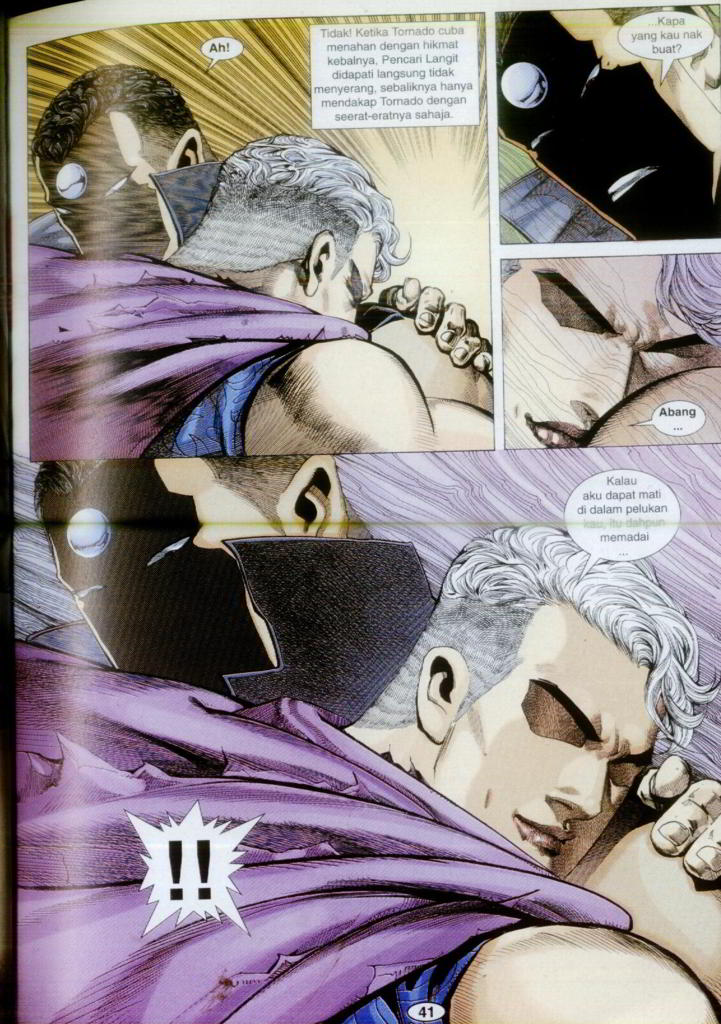 Ah!
Tidak! Ketika Tornado cuba
menahan dengan hikmat
kebalnya, Pencari Langit
didapati langsung tidak
menyerang, sebaliknya hanya
mendakap Tornado dengan
seerat-eratnya sahaja.
...Kapa
yang kau nak
buat?
Abang
...
Kalau
aku dapat mati
di dalam pelukan
kau, itu dahpun
memadai
...
!!
41